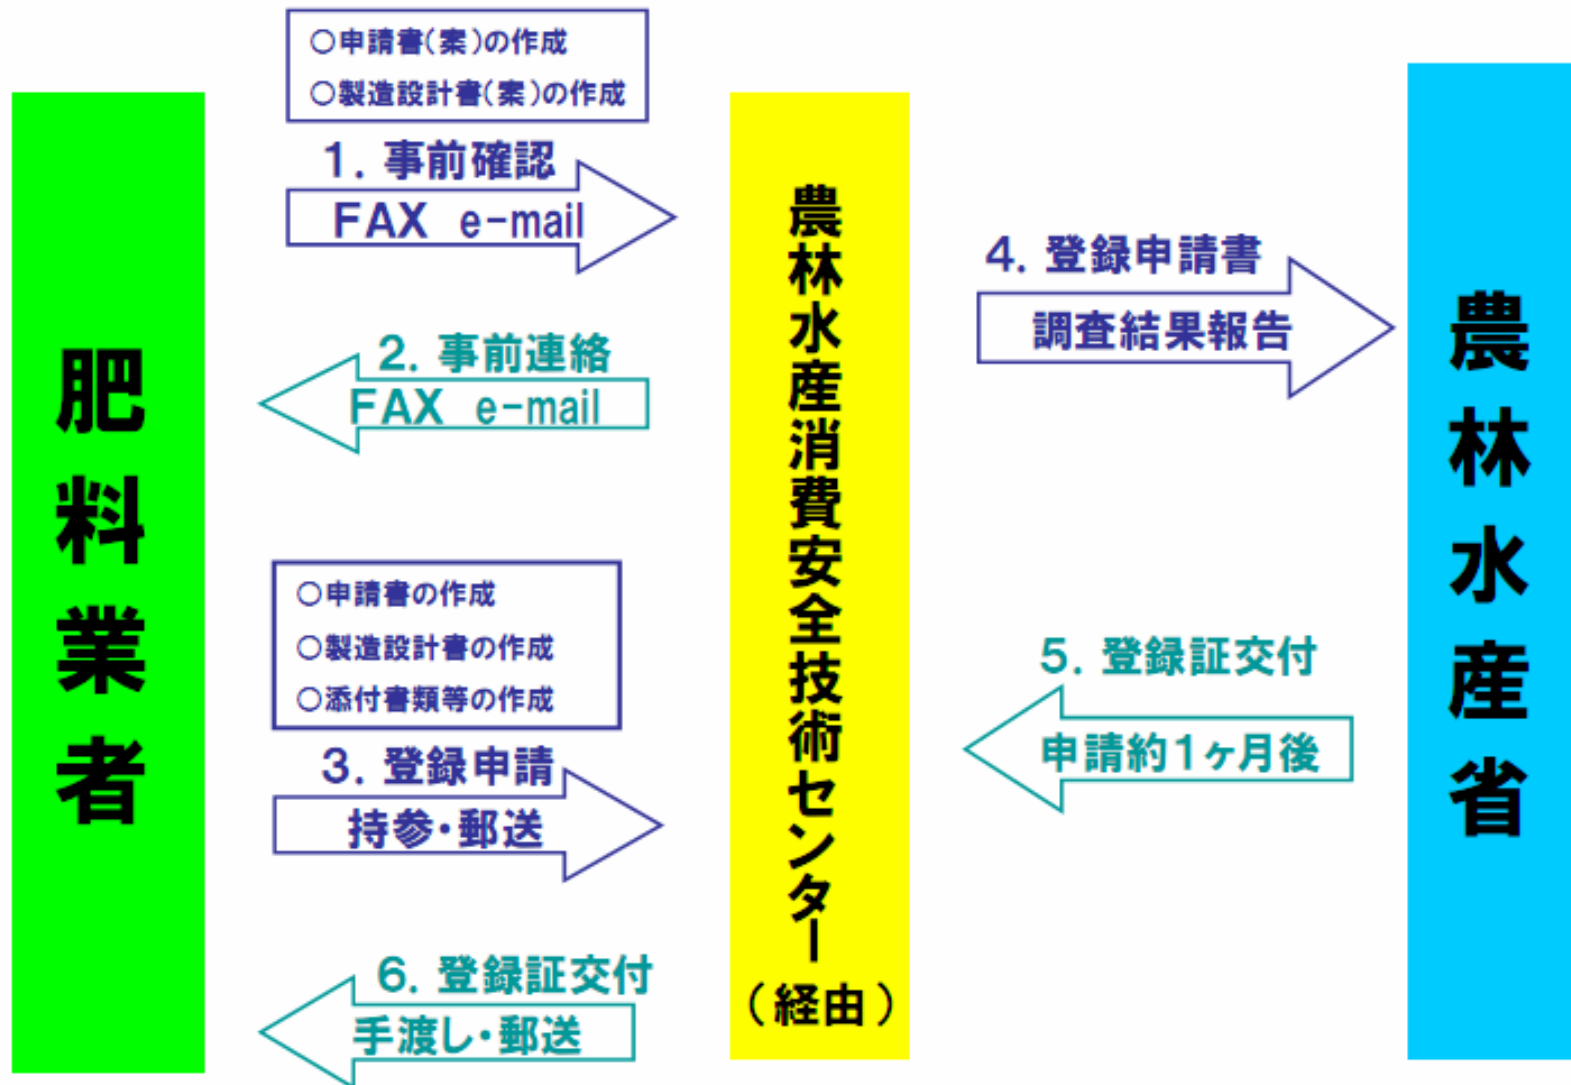 肥料業者
○申請書(案)の作成
○製造設計書(案)の作成
1. 事前確認
FAX e-mail
2. 事前連絡
FAX e-mail
○申請書の作成
○製造設計書の作成
○添付書類等の作成
3. 登録申請
持参・郵送
6. 登録証交付
手渡し・郵送
農林水産消費安全技術センター
(経由)
4. 登録申請書
調査結果報告
5. 登録証交付
申請約1ヶ月後
農林水産省